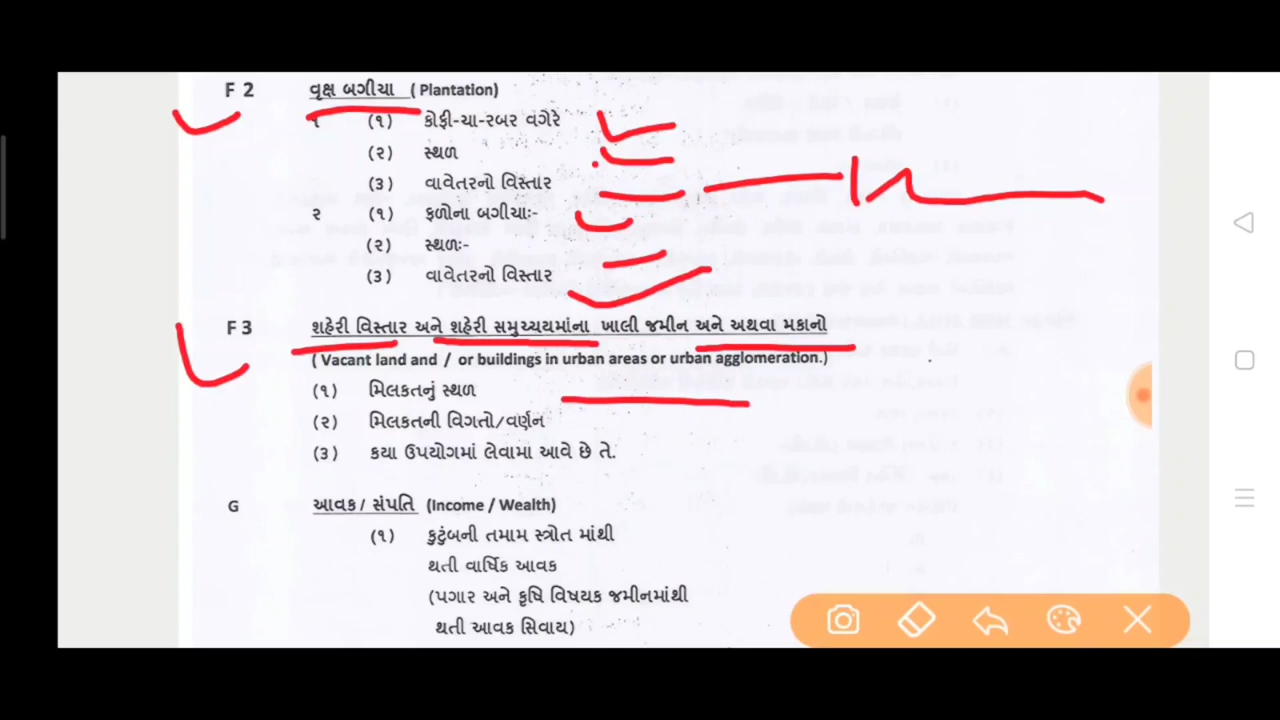 F 2 વૃક્ષ બગીચા ( Plantation)
૧ (૧) કોફી-ચા-રબર વગેરે
(૨) સ્થળ
(3) વાવેતરનો વિસ્તાર
૨ (૧) ફળોના બગીચાઃ-
(૨) સ્થળઃ-
(3) વાવેતરનો વિસ્તાર
F 3 શહેરી વિસ્તાર અને શહેરી સમુચ્ચયમાંના ખાલી જમીન અને અથવા મકાનો
( Vacant land and / or buildings in urban areas or urban agglomeration.)
(૧) મિલકતનું સ્થળ
(૨) મિલકતની વિગતો/વર્ણન
(૩) કયા ઉપયોગમાં લેવામા આવે છે તે.
G આવક / સંપતિ (Income / Wealth)
(૧) કુટુંબની તમામ સ્ત્રોત માંથી
થતી વાર્ષિક આવક
(પગાર અને કૃષિ વિષયક જમીનમાંથી
થતી આવક સિવાય)